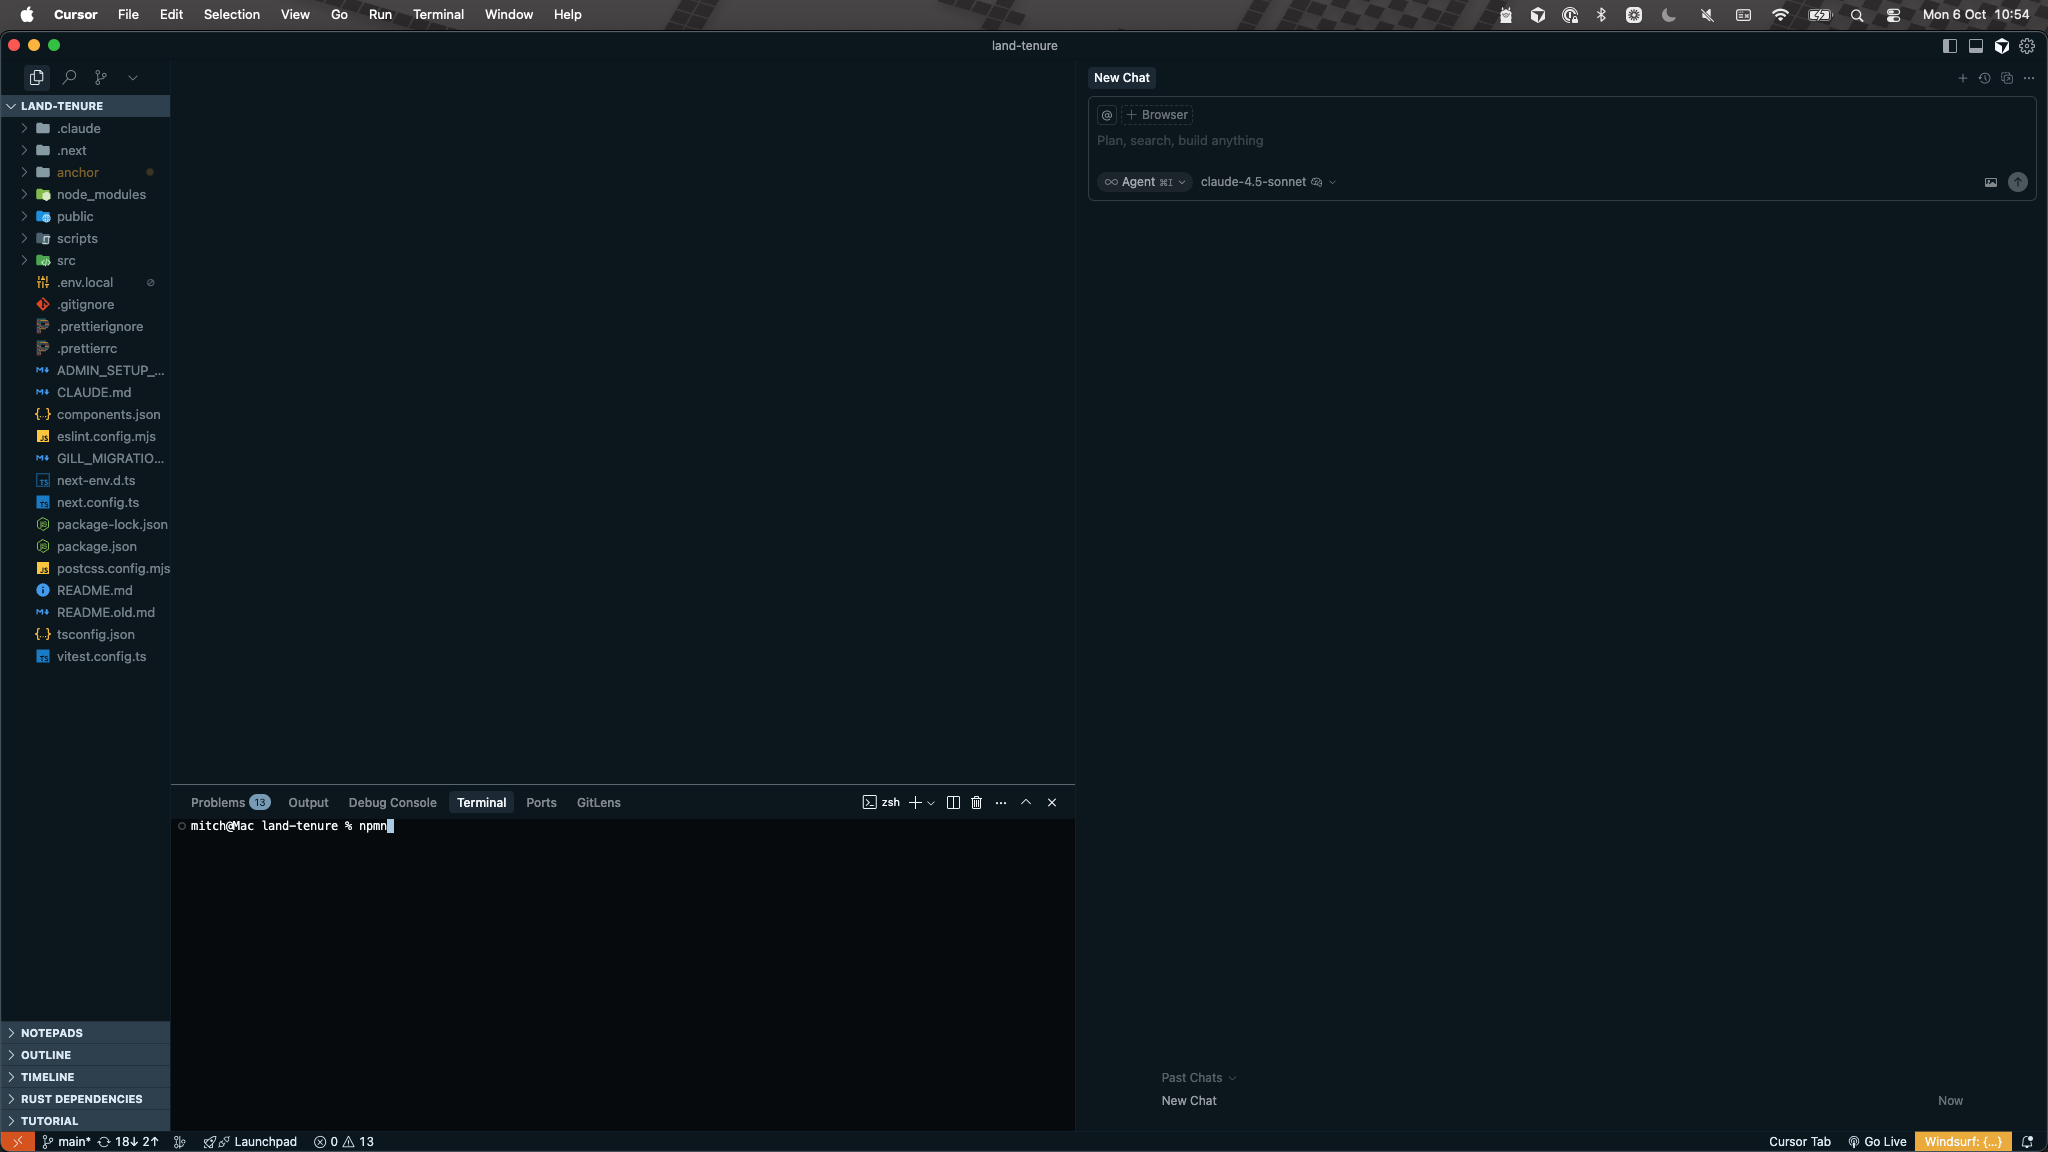 Cursor File Edit Selection View Go Run Terminal Window Help
Mon 6 Oct 10:54
land-tenure
LAND-TENURE
.claude
.next
anchor
node_modules
public
scripts
src
.env.local
.gitignore
.prettierignore
.prettierrc
ADMIN_SETUP_...
CLAUDE.md
components.json
eslint.config.mjs
GILL_MIGRATIO...
next-env.d.ts
next.config.ts
package-lock.json
package.json
postcss.config.mjs
README.md
README.old.md
tsconfig.json
vitest.config.ts
NOTEPADS
OUTLINE
TIMELINE
RUST DEPENDENCIES
TUTORIAL
Problems 13 Output Debug Console Terminal Ports GitLens
zsh
mitch@Mac land-tenure % npmn
New Chat
@ + Browser
Plan, search, build anything
∞ Agent ⌘I claude-4.5-sonnet
Past Chats
New Chat Now
main* 18↓ 2↑ Launchpad 0 13
Cursor Tab Go Live Windsurf: {...}